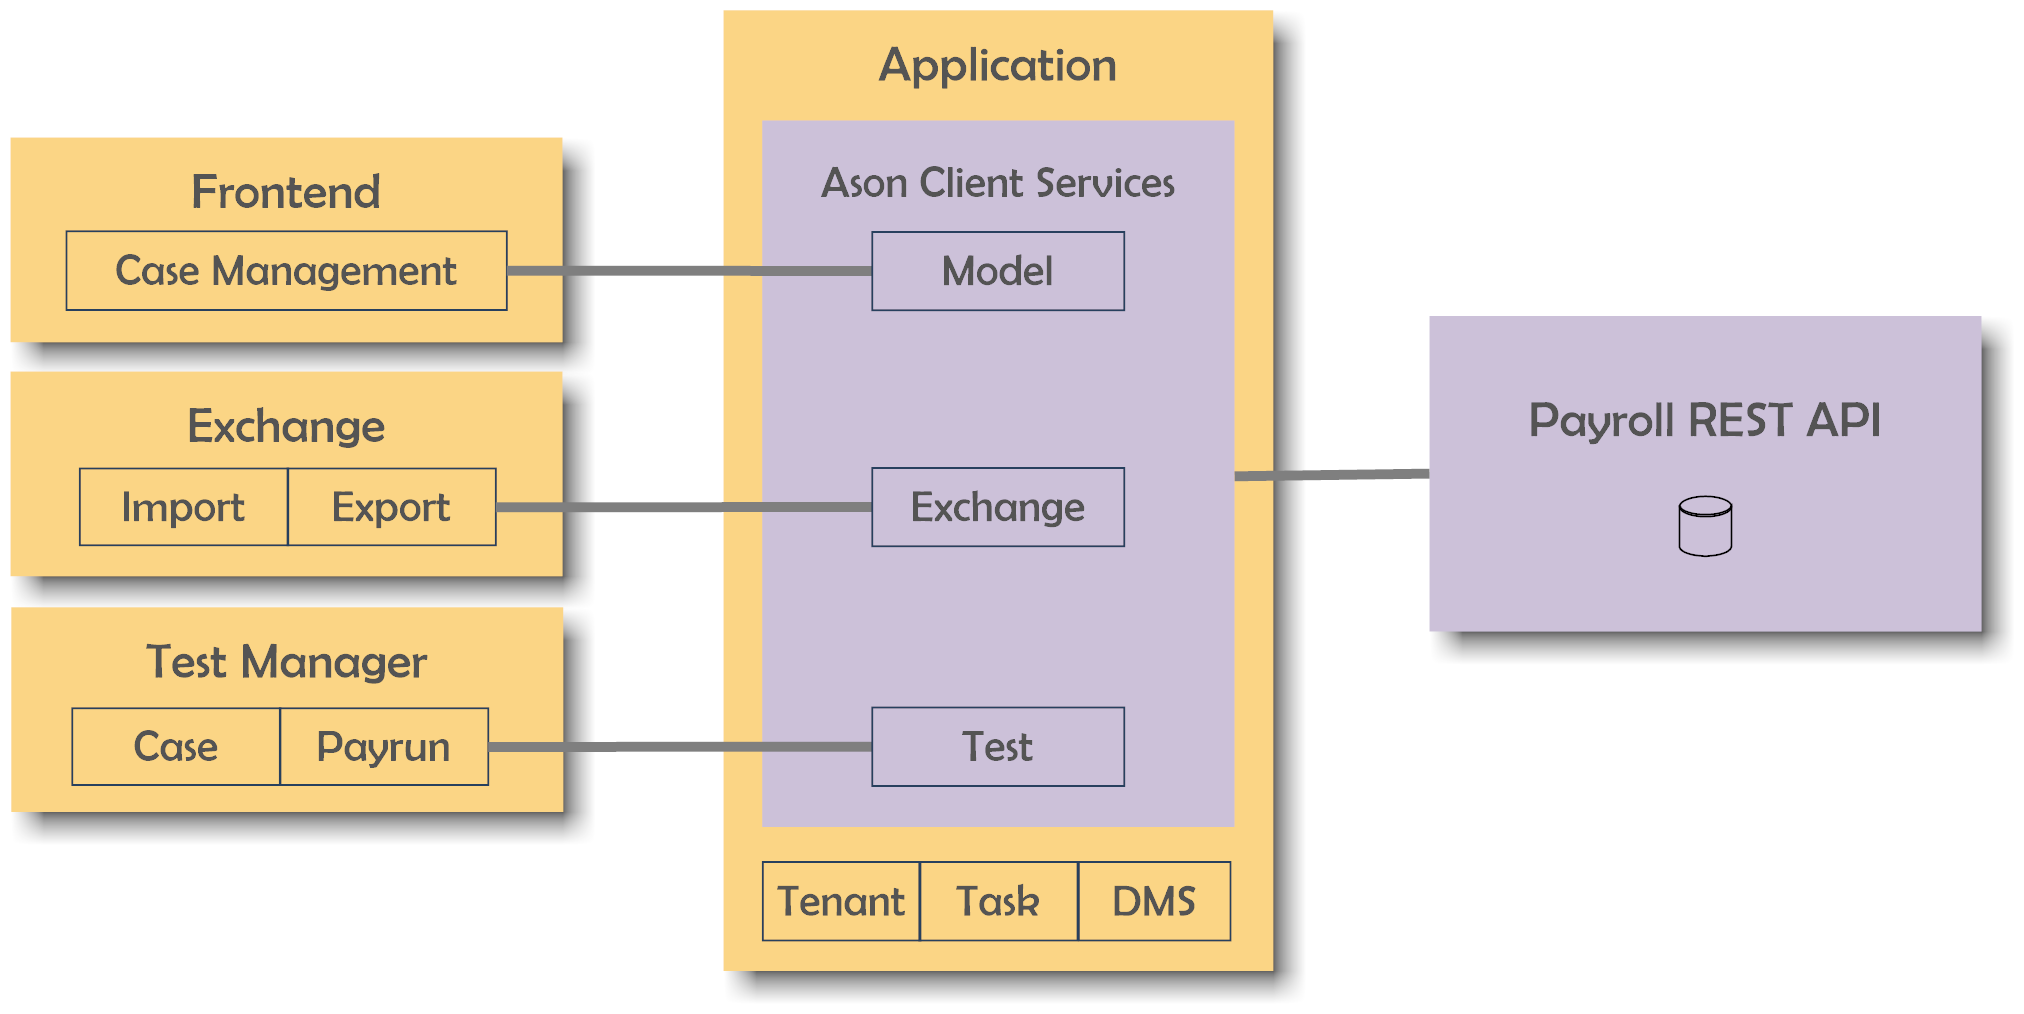 Frontend
Case Management
Exchange
Import Export
Test Manager
Case Payrun
Application
Ason Client Services
Model
Exchange
Test
Tenant Task DMS
Payroll REST API